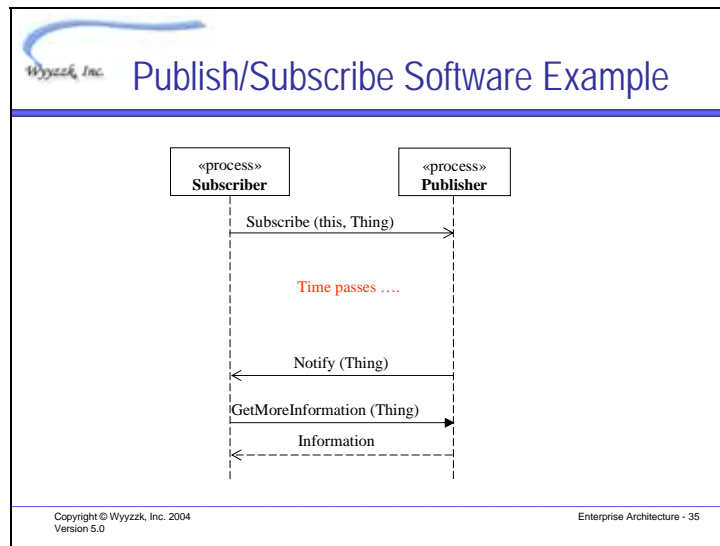 Wyyzzk, Inc.
Publish/Subscribe Software Example
«process»
Subscriber
«process»
Publisher
Subscribe (this, Thing)
Time passes ….
Notify (Thing)
GetMoreInformation (Thing)
Information
Copyright © Wyyzzk, Inc. 2004
Version 5.0
Enterprise Architecture - 35